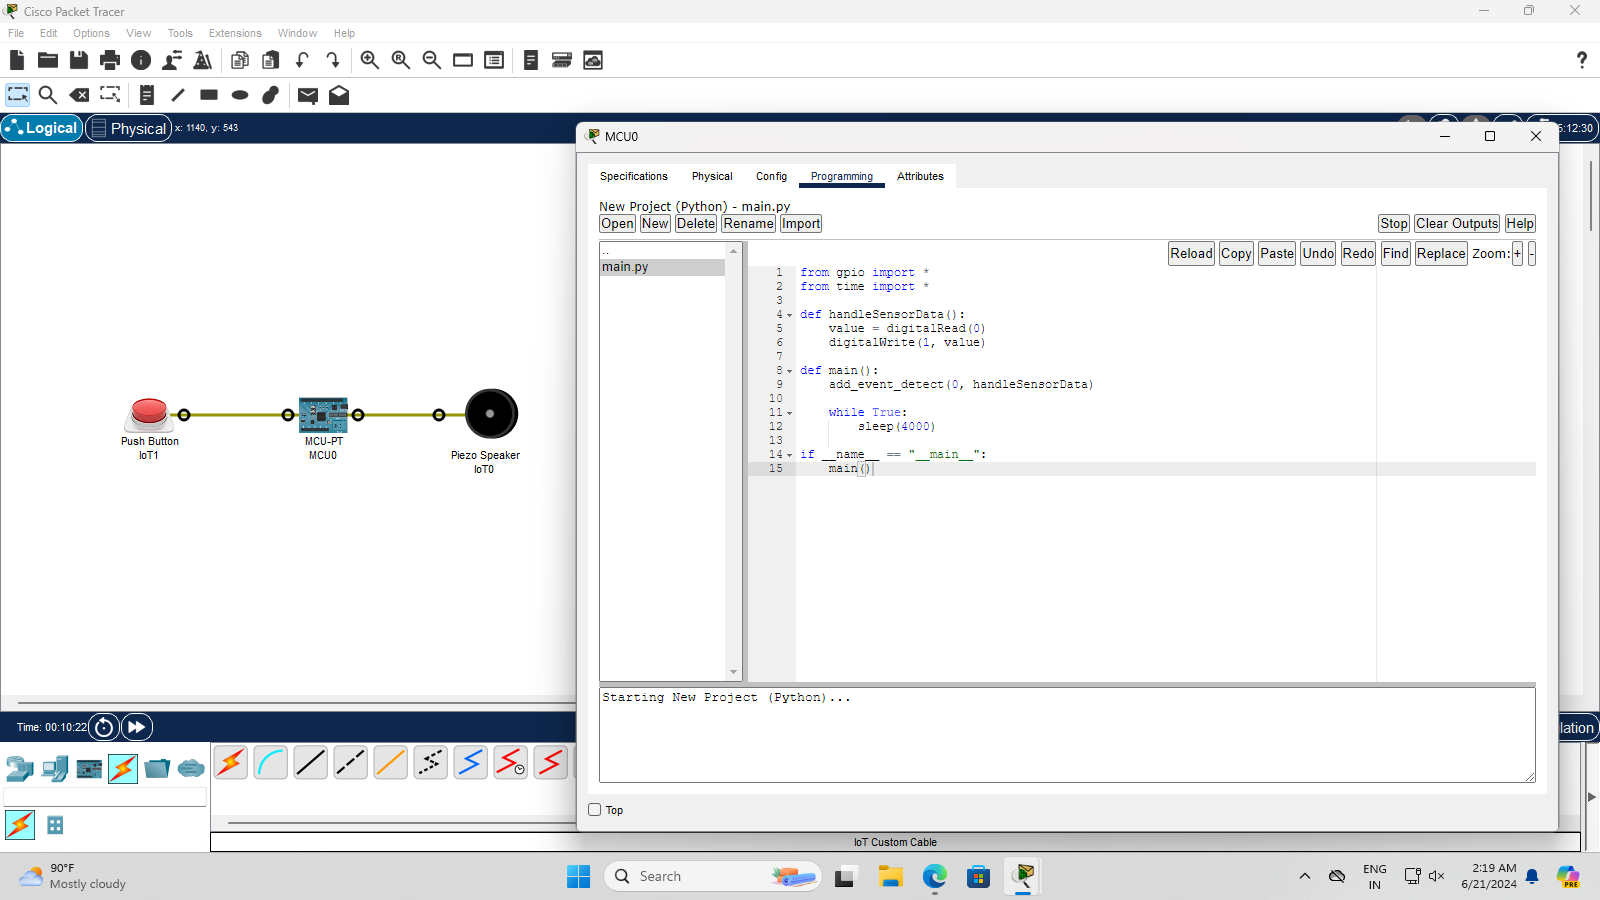 Cisco Packet Tracer
File Edit Options View Tools Extensions Window Help
Logical Physical x: 1140, y: 543
5:12:30
MCU0
Specifications Physical Config Programming Attributes
New Project (Python) - main.py
Open New Delete Rename Import Stop Clear Outputs Help
Reload Copy Paste Undo Redo Find Replace Zoom: + -
..
main.py
1 from gpio import *
2 from time import *
3
4 def handleSensorData():
5     value = digitalRead(0)
6     digitalWrite(1, value)
7
8 def main():
9     add_event_detect(0, handleSensorData)
10
11     while True:
12         sleep(4000)
13
14 if __name__ == "__main__":
15     main()
Push Button
IoT1
MCU-PT
MCU0
Piezo Speaker
IoT0
Starting New Project (Python)...
Top
Time: 00:10:22
lation
IoT Custom Cable
90°F
Mostly cloudy
Search
ENG
IN
2:19 AM
6/21/2024
PRE